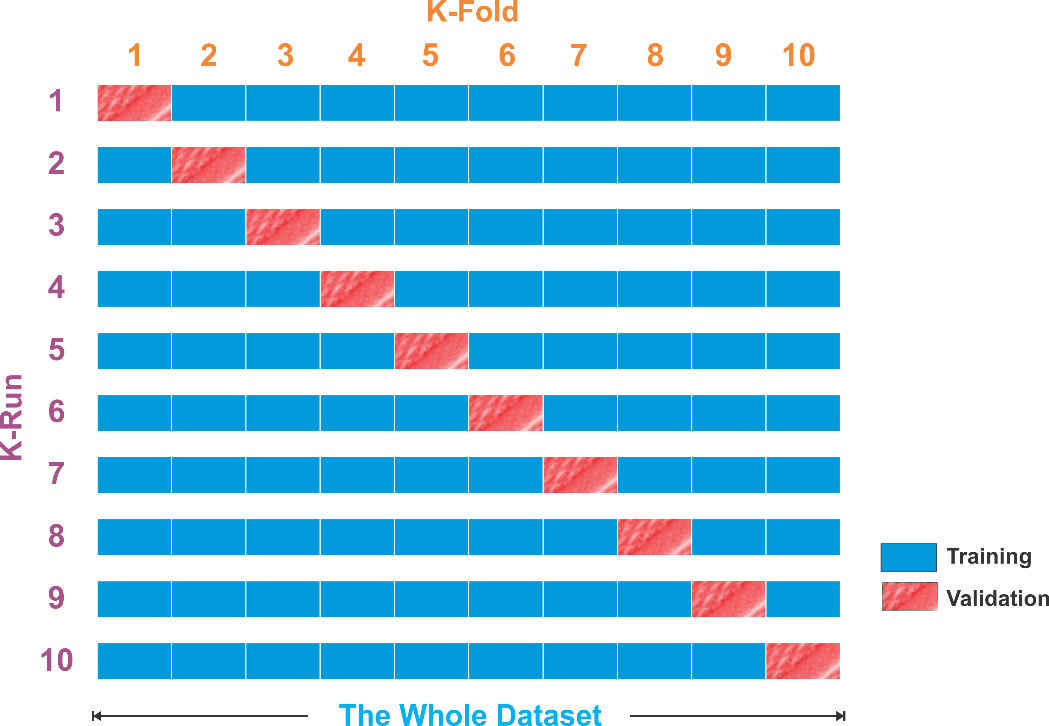 K-Fold
1 2 3 4 5 6 7 8 9 10
1
2
3
4
5
6
7
8
9
10
K-Run
Training
Validation
The Whole Dataset